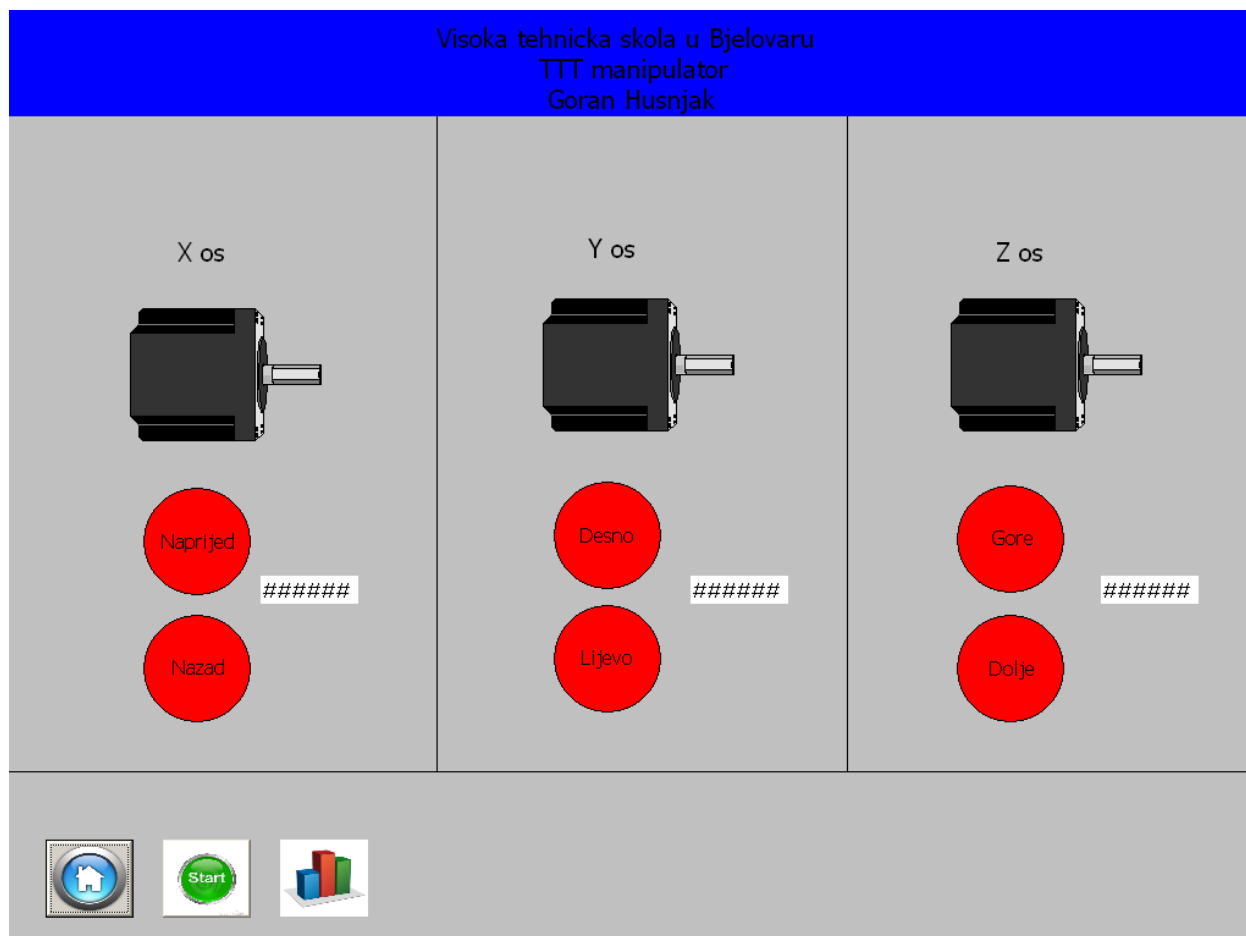 Visoka tehnicka skola u Bjelovaru
TTT manipulator
Goran Husnjak
X os
Y os
Z os
Naprijed
Desno
Gore
######
######
######
Nazad
Lijevo
Dolje
Start